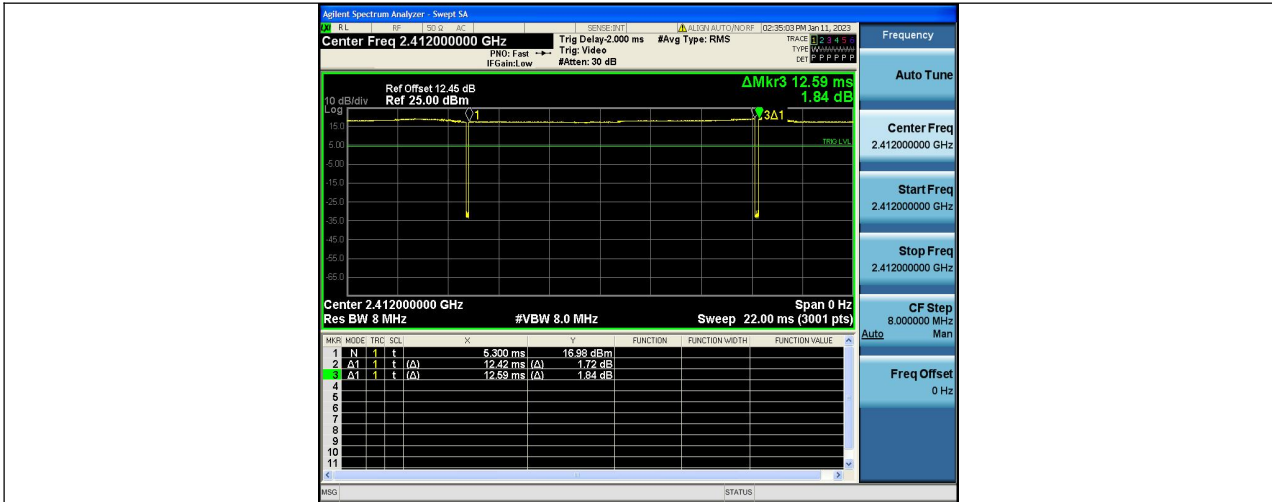 Agilent Spectrum Analyzer - Swept SA
RL RF 50 Ω AC SENSE:INT ALIGN AUTO/NO RF 02:35:03 PM Jan 11, 2023
Center Freq 2.412000000 GHz Trig Delay-2.000 ms #Avg Type: RMS TRACE 1 2 3 4 5 6
PNO: Fast Trig: Video TYPE
IFGain:Low #Atten: 30 dB DET P P P P P P
ΔMkr3 12.59 ms
1.84 dB
Ref Offset 12.45 dB
10 dB/div Ref 25.00 dBm
Log
1 3Δ1
15.0
5.00 TRIG LVL
-5.00
-15.0
-25.0
-35.0
-45.0
-55.0
-65.0
Center 2.412000000 GHz Span 0 Hz
Res BW 8 MHz #VBW 8.0 MHz Sweep 22.00 ms (3001 pts)
MKR MODE TRC SCL X Y FUNCTION FUNCTION WIDTH FUNCTION VALUE
1 N 1 t 5.300 ms 16.98 dBm
2 Δ1 1 t (Δ) 12.42 ms (Δ) 1.72 dB
3 Δ1 1 t (Δ) 12.59 ms (Δ) 1.84 dB
4
5
6
7
8
9
10
11
MSG STATUS
Frequency
Auto Tune
Center Freq
2.412000000 GHz
Start Freq
2.412000000 GHz
Stop Freq
2.412000000 GHz
CF Step
8.000000 MHz
Auto Man
Freq Offset
0 Hz